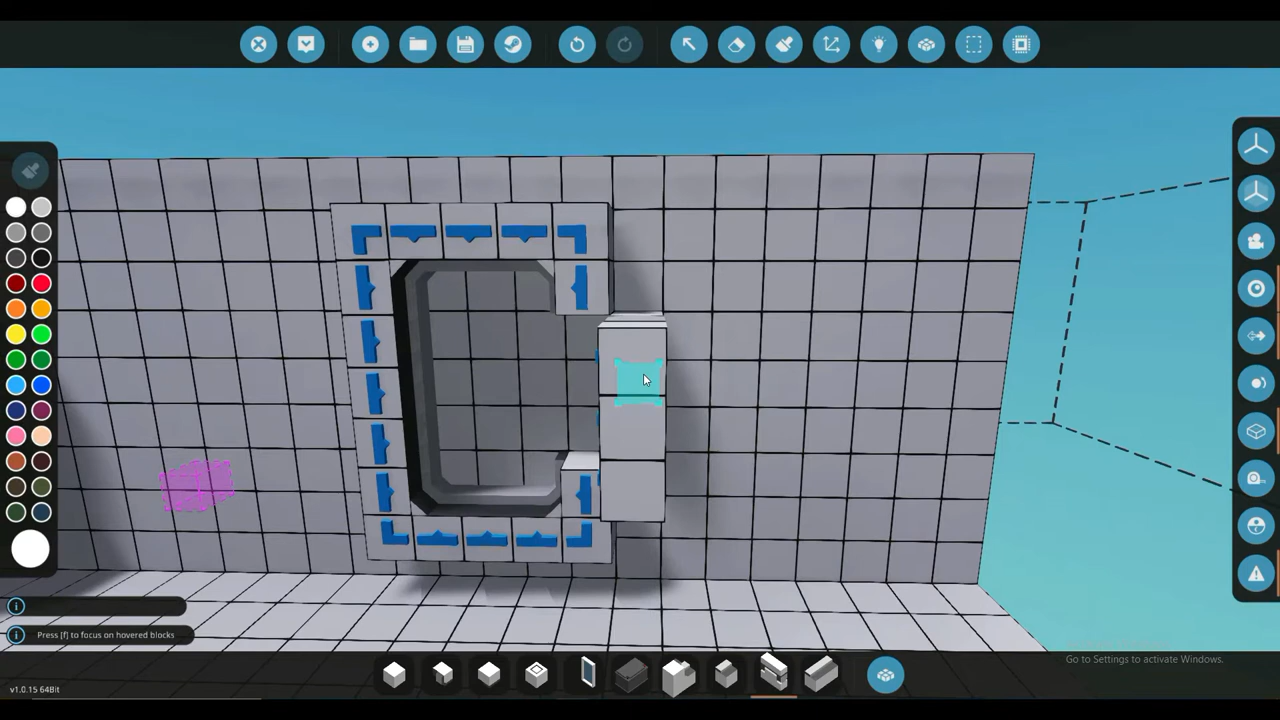 Press [f] to focus on hovered blocks
Go to Settings to activate Windows.
v1.0.15 64Bit